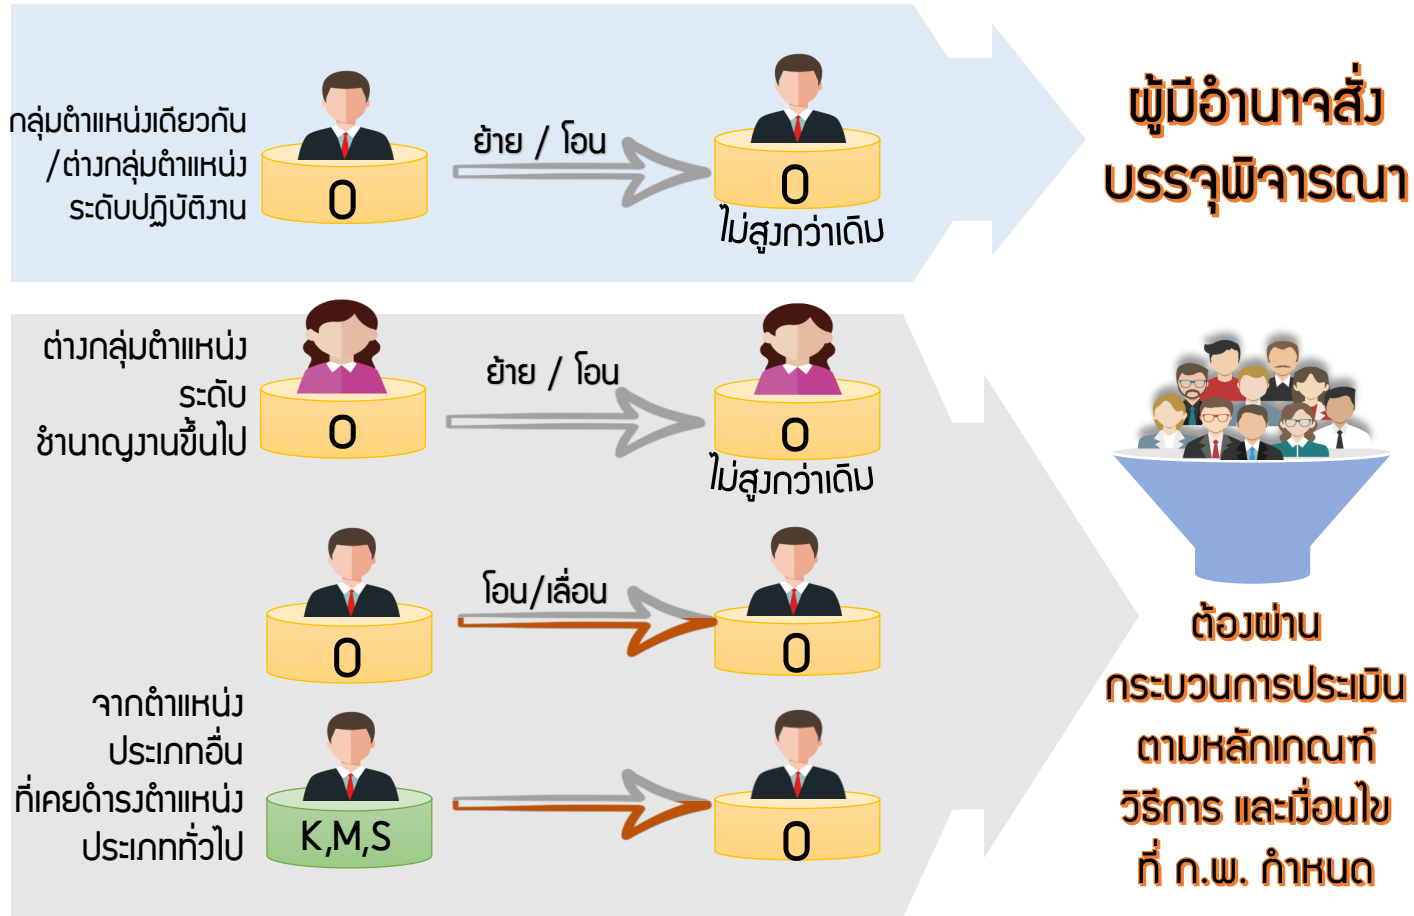 กลุ่มตำแหน่งเดียวกัน
/ต่างกลุ่มตำแหน่ง
ระดับปฏิบัติงาน
O
ย้าย / โอน
O
ไม่สูงกว่าเดิม
ผู้มีอำนาจสั่ง
บรรจุพิจารณา
ต่างกลุ่มตำแหน่ง
ระดับ
ชำนาญงานขึ้นไป
O
ย้าย / โอน
O
ไม่สูงกว่าเดิม
O
โอน/เลื่อน
O
จากตำแหน่ง
ประเภทอื่น
ที่เคยดำรงตำแหน่ง
ประเภททั่วไป
K,M,S
O
ต้องผ่าน
กระบวนการประเมิน
ตามหลักเกณฑ์
วิธีการ และเงื่อนไข
ที่ ก.พ. กำหนด